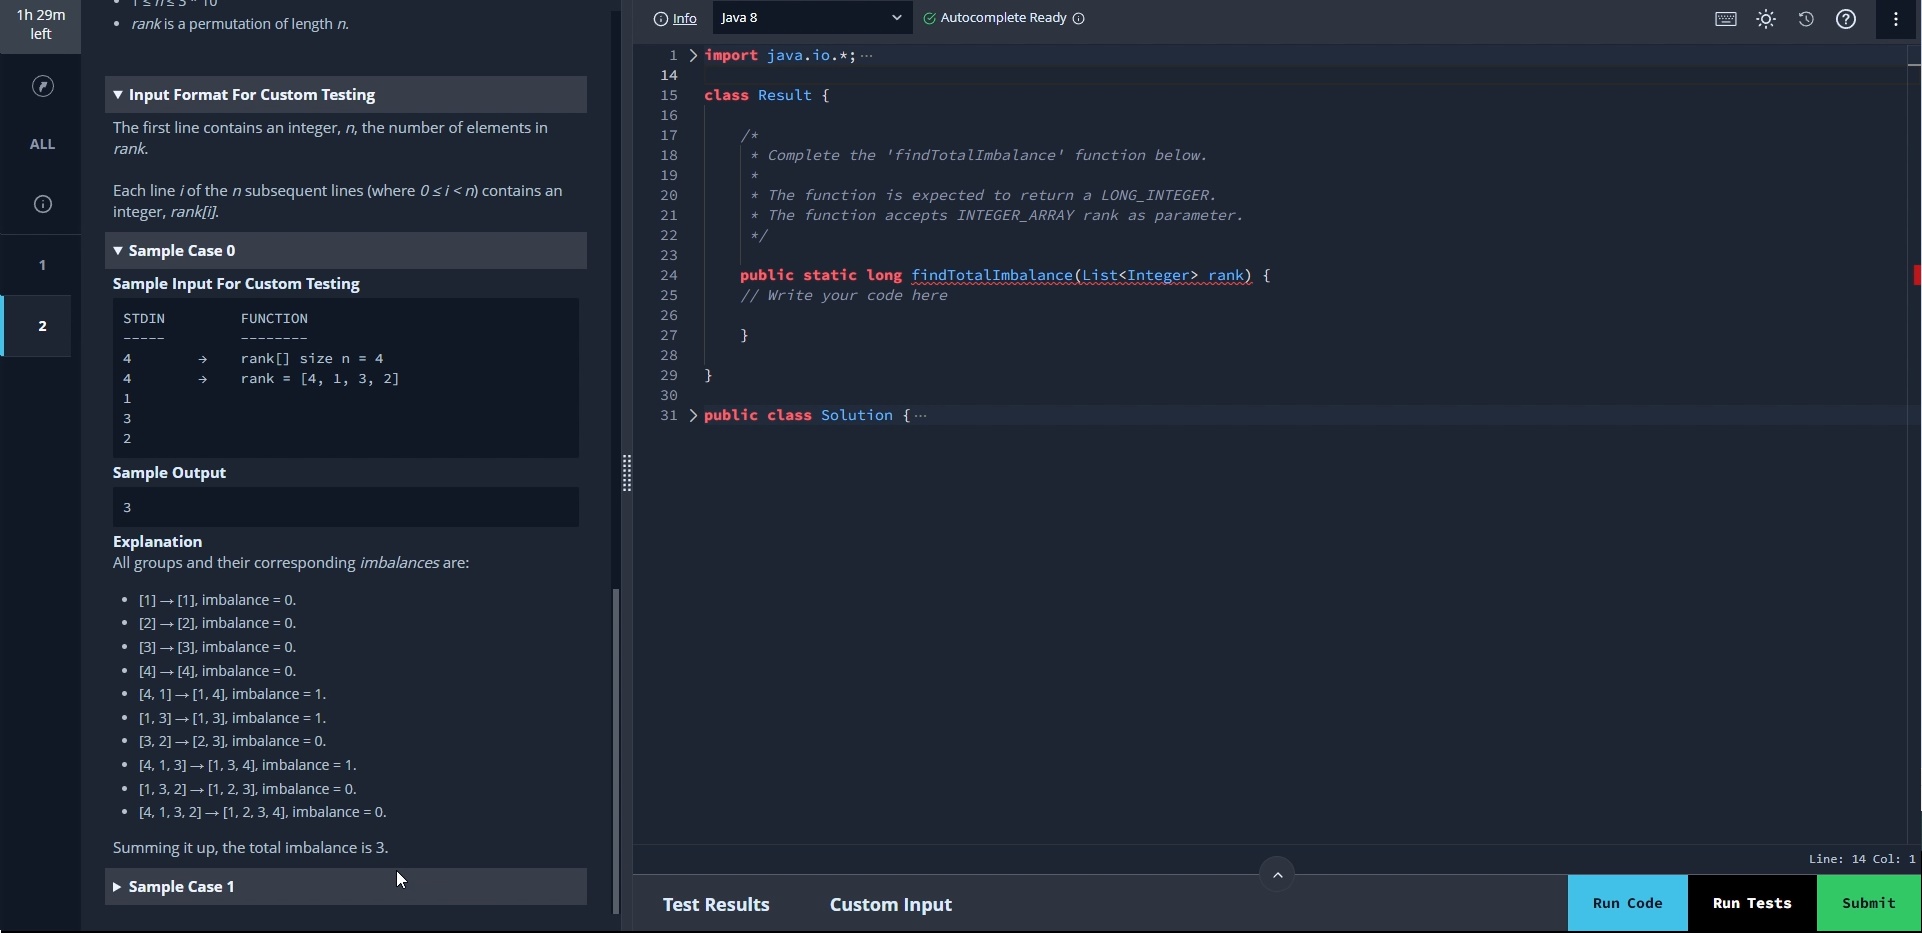 1h 29m
left
ALL
1
2
rank is a permutation of length n.
▼ Input Format For Custom Testing
The first line contains an integer, n, the number of elements in
rank.
Each line i of the n subsequent lines (where 0 ≤ i < n) contains an
integer, rank[i].
▼ Sample Case 0
Sample Input For Custom Testing
STDIN FUNCTION
----- --------
4 → rank[] size n = 4
4 → rank = [4, 1, 3, 2]
1
3
2
Sample Output
3
Explanation
All groups and their corresponding imbalances are:
• [1] → [1], imbalance = 0.
• [2] → [2], imbalance = 0.
• [3] → [3], imbalance = 0.
• [4] → [4], imbalance = 0.
• [4, 1] → [1, 4], imbalance = 1.
• [1, 3] → [1, 3], imbalance = 1.
• [3, 2] → [2, 3], imbalance = 0.
• [4, 1, 3] → [1, 3, 4], imbalance = 1.
• [1, 3, 2] → [1, 2, 3], imbalance = 0.
• [4, 1, 3, 2] → [1, 2, 3, 4], imbalance = 0.
Summing it up, the total imbalance is 3.
▶ Sample Case 1
Info Java 8 Autocomplete Ready
1 > import java.io.*; ...
14
15 class Result {
16
17 /*
18 * Complete the 'findTotalImbalance' function below.
19 *
20 * The function is expected to return a LONG_INTEGER.
21 * The function accepts INTEGER_ARRAY rank as parameter.
22 */
23
24 public static long findTotalImbalance(List<Integer> rank) {
25 // Write your code here
26
27 }
28
29 }
30
31 > public class Solution { ...
Line: 14 Col: 1
Test Results Custom Input Run Code Run Tests Submit